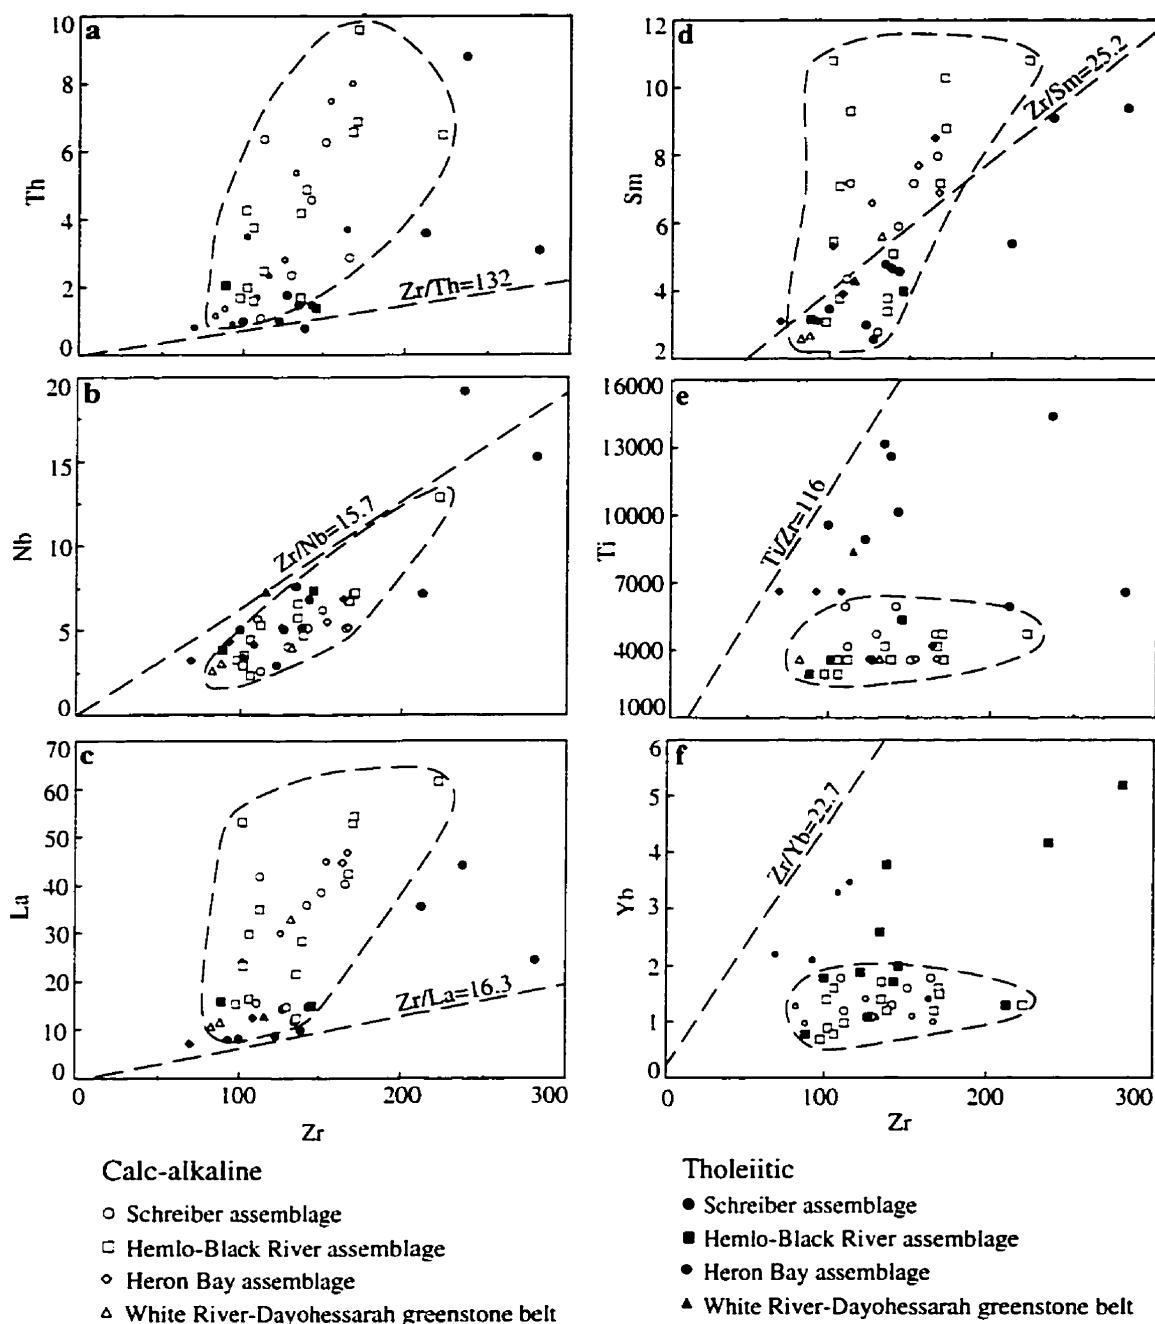 a
10
8
6
4
2
0
Th
Zr/Th=132
b
20
15
10
5
0
Nb
Zr/Nb=15.7
c
70
60
50
40
30
20
10
0
La
Zr/La=16.3
0 100 200 300
Zr
d
12
10
8
6
4
2
Sm
Zr/Sm=25.2
e
16000
13000
10000
7000
4000
1000
Ti
Ti/Zr=116
f
6
5
4
3
2
1
0
Yb
Zr/Yb=22.7
0 100 200 300
Zr
Calc-alkaline
Schreiber assemblage
Hemlo-Black River assemblage
Heron Bay assemblage
White River-Dayohessarah greenstone belt
Tholeiitic
Schreiber assemblage
Hemlo-Black River assemblage
Heron Bay assemblage
White River-Dayohessarah greenstone belt